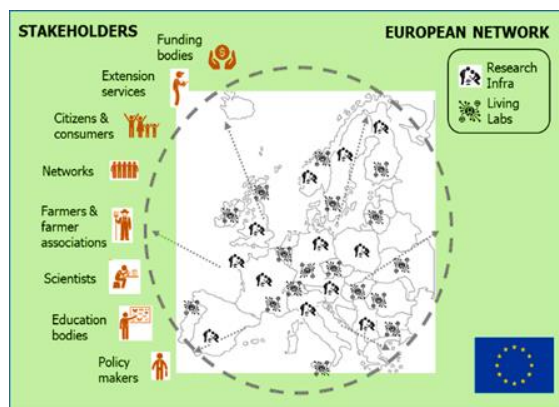 STAKEHOLDERS
Funding
bodies
Extension
services
Citizens &
consumers
Networks
Farmers &
farmer
associations
Scientists
Education
bodies
Policy
makers
EUROPEAN NETWORK
Research
Infra
Living
Labs